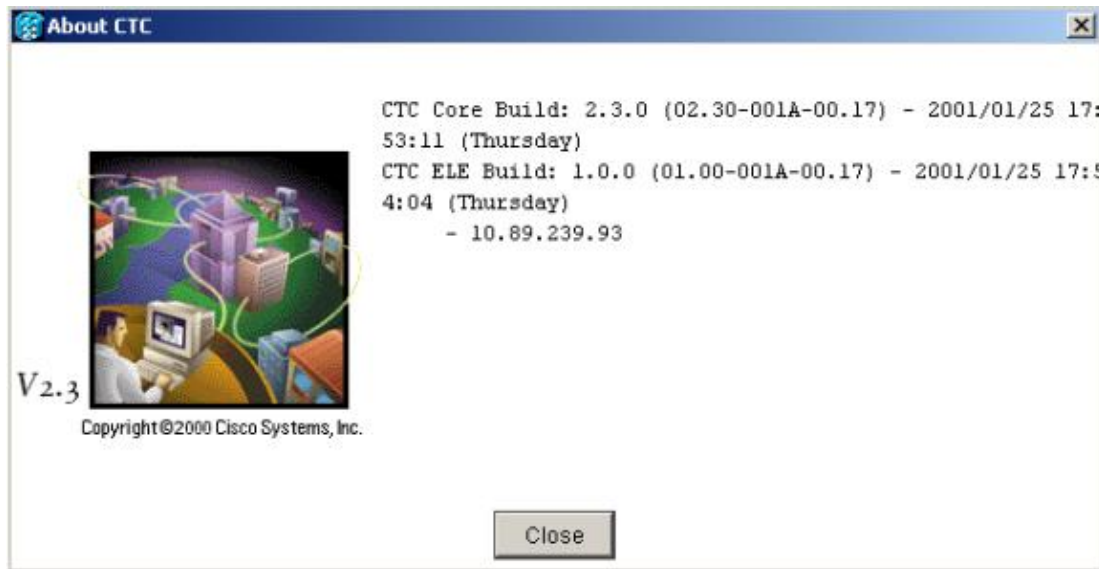 About CTC
CTC Core Build: 2.3.0 (02.30-001A-00.17) - 2001/01/25 17:
53:11 (Thursday)
CTC ELE Build: 1.0.0 (01.00-001A-00.17) - 2001/01/25 17:5
4:04 (Thursday)
- 10.89.239.93
V2.3
Copyright©2000 Cisco Systems, Inc.
Close